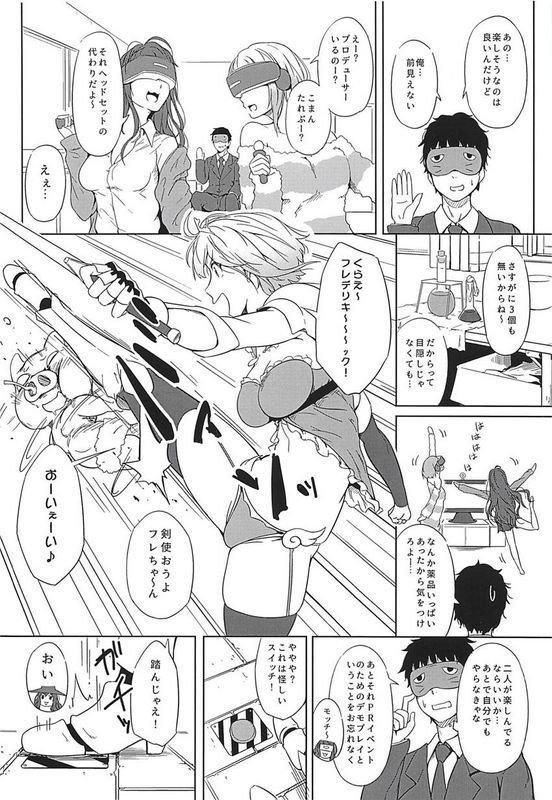 あの…
楽しそうなのは
良いんだけど
俺…
前見えない
えー？
プロデューサー
いるのー？
こまん
たれぶー？
それヘッドセットの
代わりだよ～
えぇ…
さすがに3個も
無いからね～
だからって
目隠しじゃ
なくても…
くらえ～
フレデリキ～～～ック！
おーいぇーい♪
剣使おうよ
フレちゃ～ん
はははは
なんか薬品いっぱい
あったから気をつけ
ろよー…
二人が楽しんでる
ならいいか…
あとで自分でも
やらなきゃな
あとそれPRイベント
のためのデモプレイと
いうことをお忘れなく
モッチ～
ややや？
これは怪しい
スイッチ！
踏んじゃえ！
ガチッ
おい